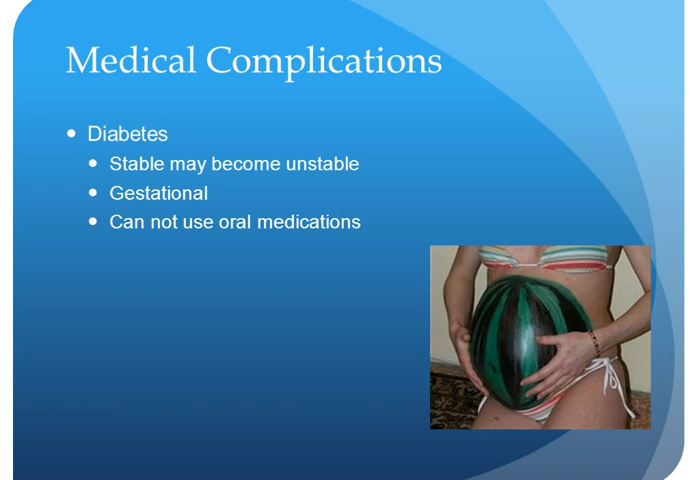 Medical Complications
Diabetes
Stable may become unstable
Gestational
Can not use oral medications